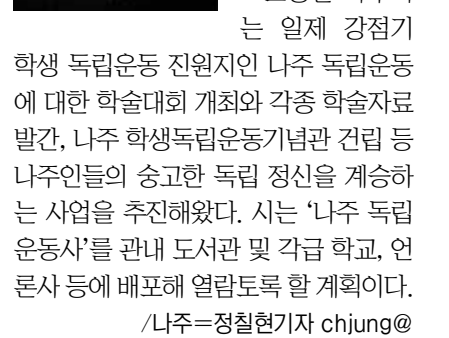 는 일제 강점기
학생 독립운동 진원지인 나주 독립운동
에 대한 학술대회 개최와 각종 학술자료
발간, 나주 학생독립운동기념관 건립 등
나주인들의 숭고한 독립 정신을 계승하
는 사업을 추진해왔다. 시는 ‘나주 독립
운동사’를 관내 도서관 및 각급 학교, 언
론사 등에 배포해 열람토록 할 계획이다.
/나주=정칠현기자 chjung@